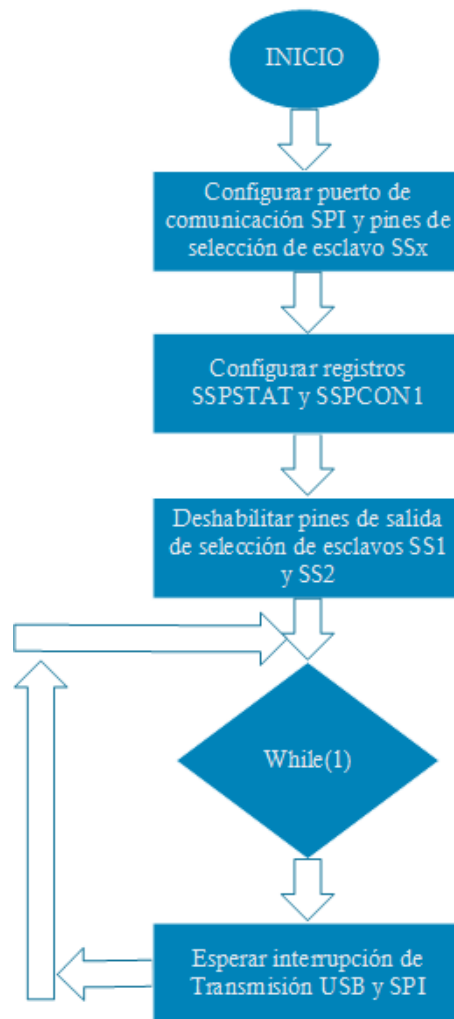 INICIO
Configurar puerto de
comunicación SPI y pines de
selección de esclavo SSx
Configurar registros
SSPSTAT y SSPCON1
Deshabilitar pines de salida
de selección de esclavos SS1
y SS2
While(1)
Esperar interrupción de
Transmisión USB y SPI